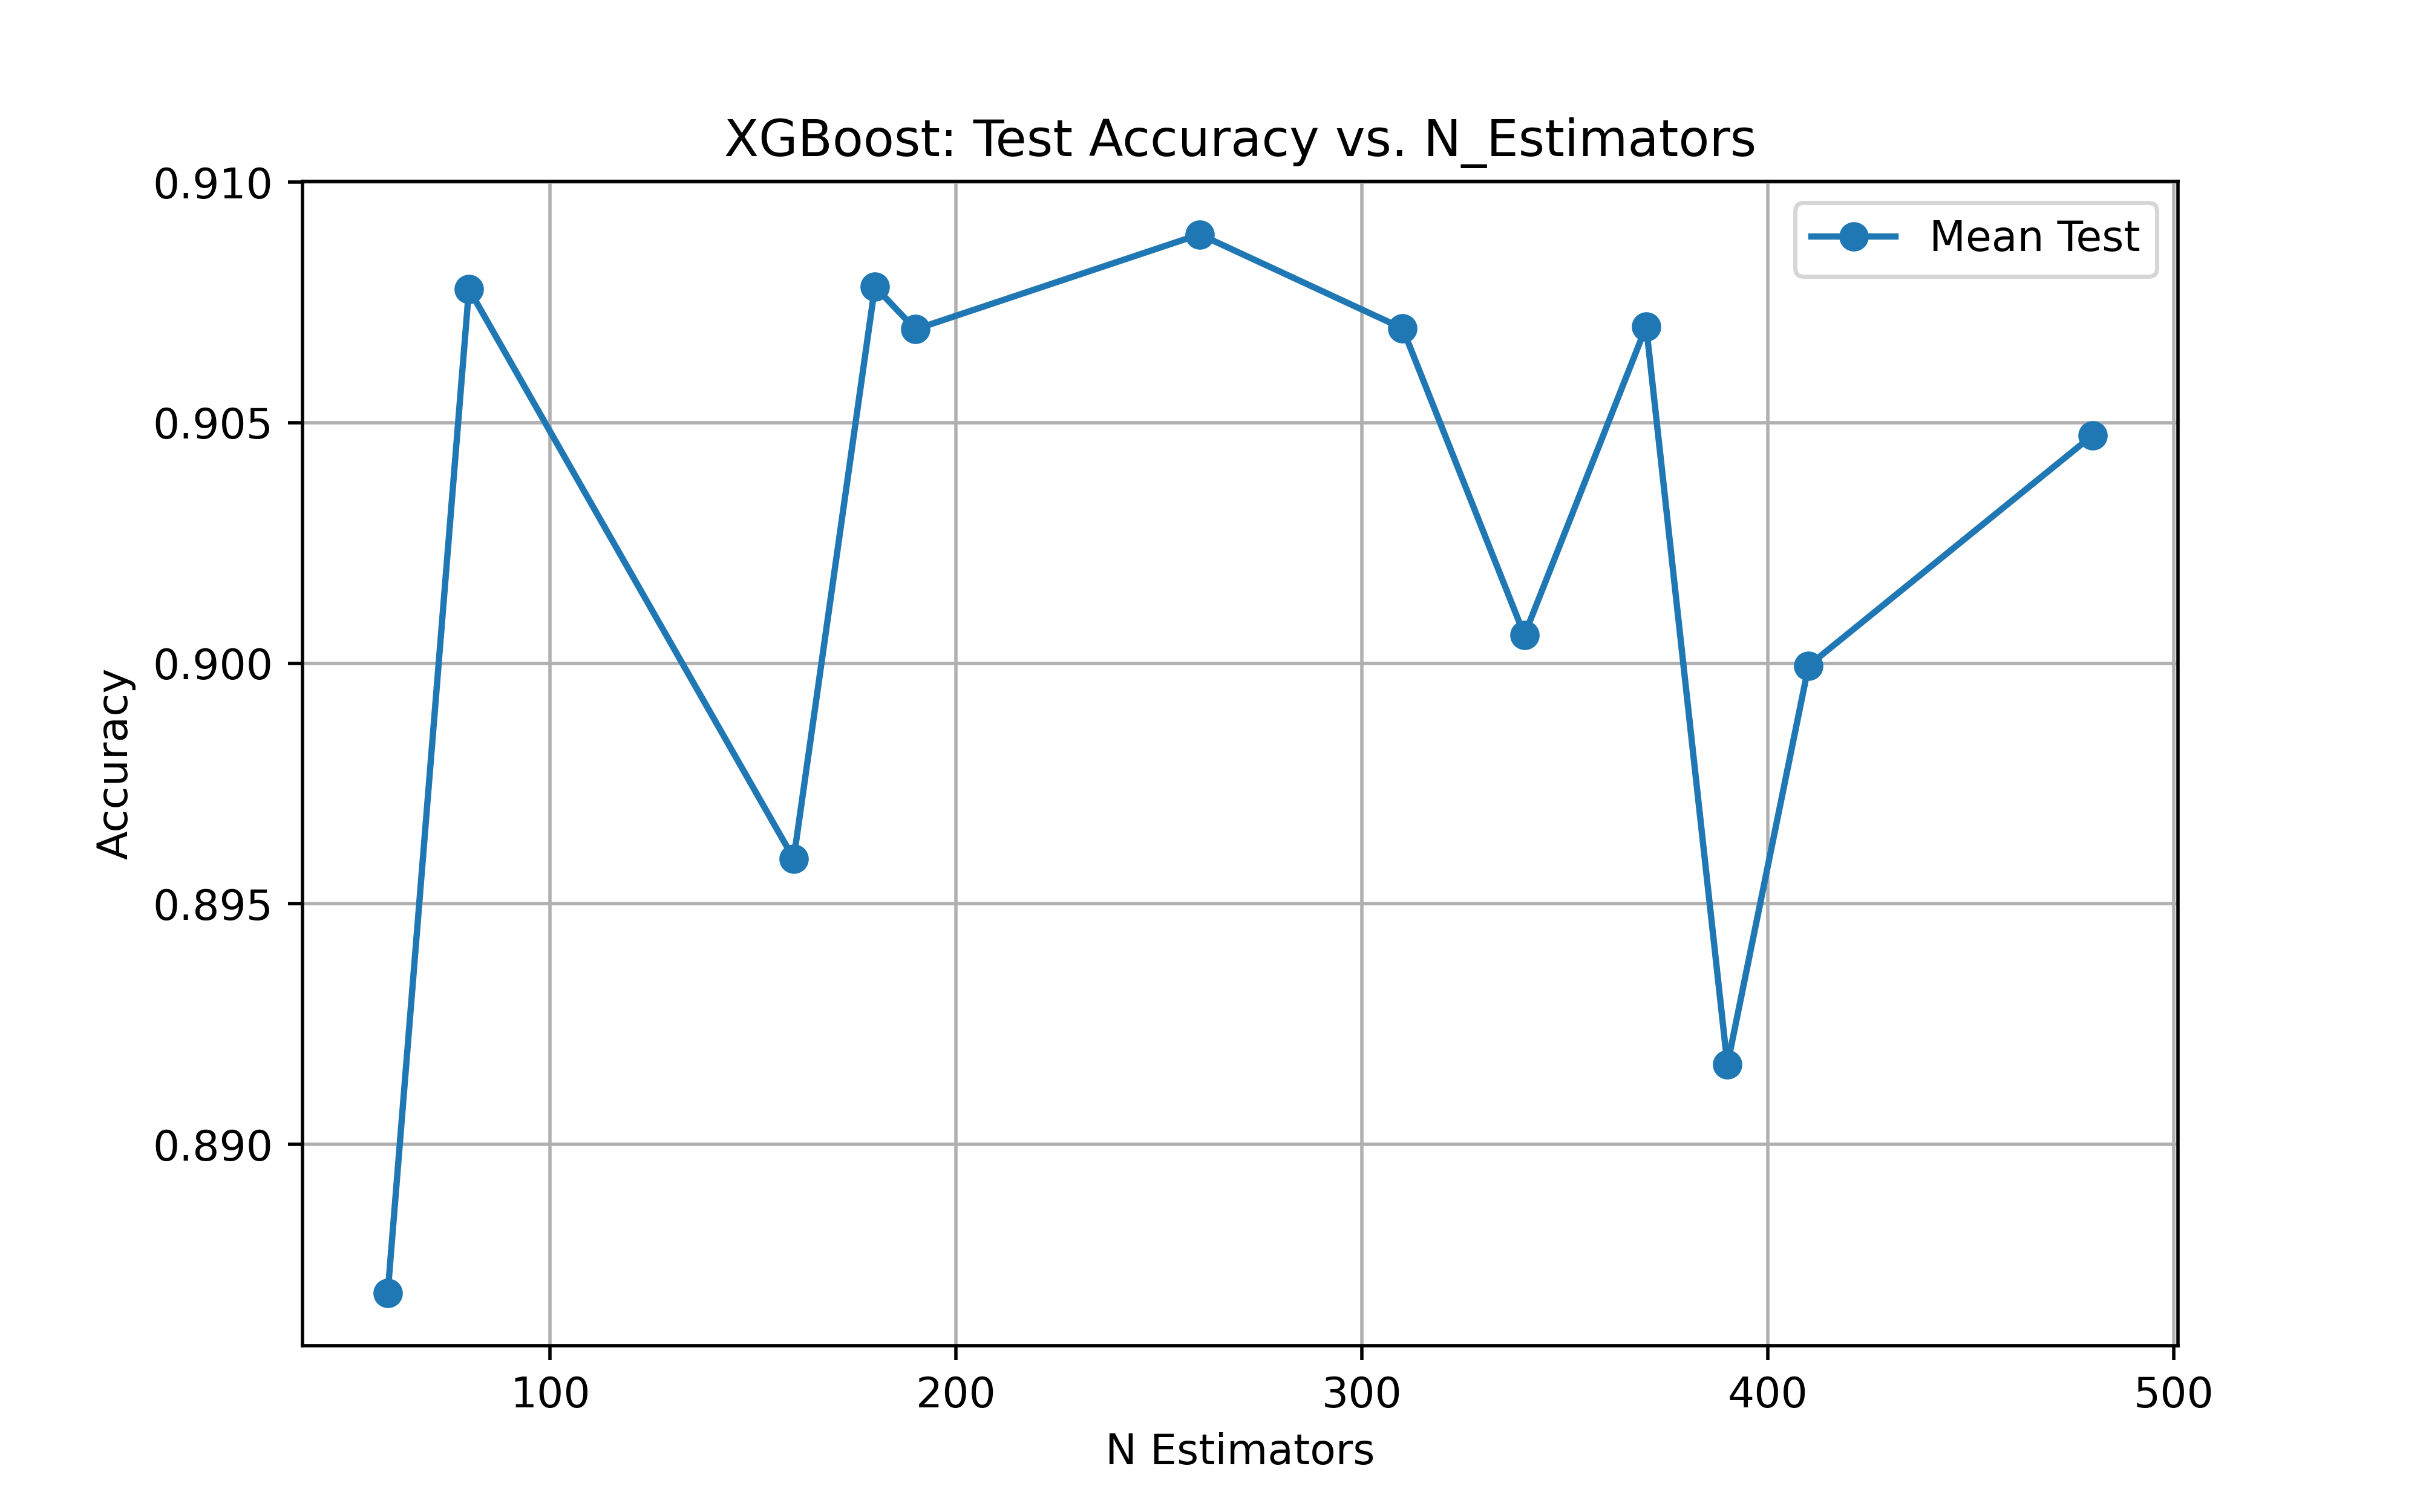 XGBoost: Test Accuracy vs. N_Estimators
Mean Test
0.910
0.905
0.900
0.895
0.890
Accuracy
100 200 300 400 500
N Estimators